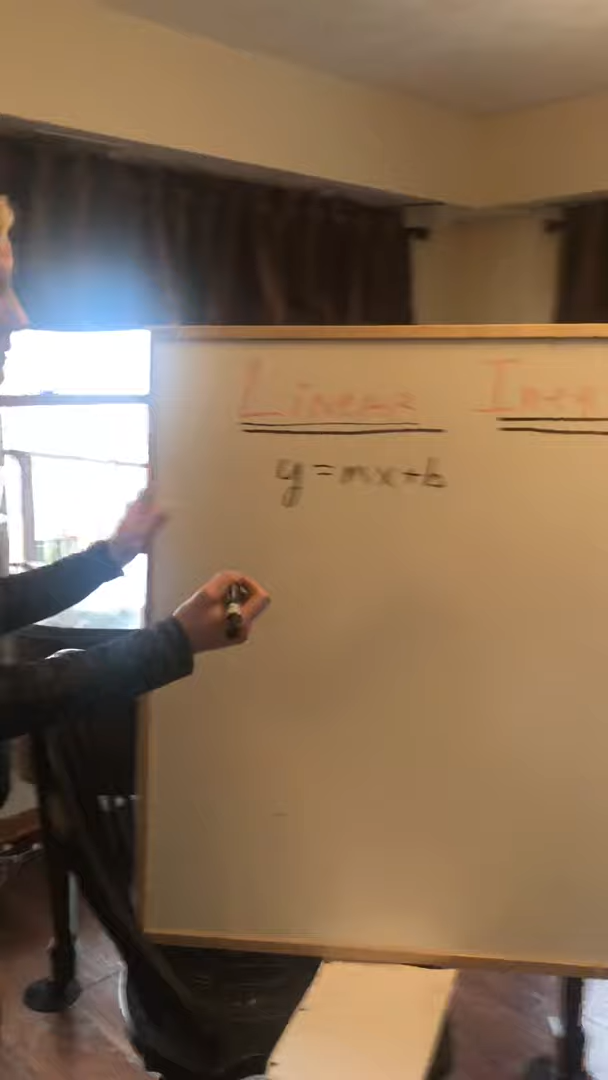 Linear
y = mx + b